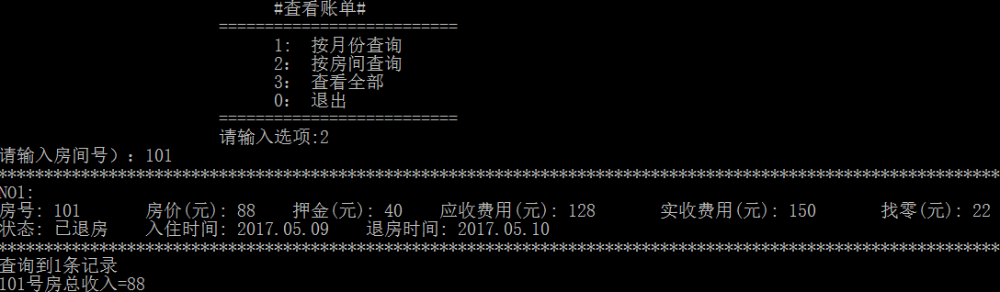 #查看账单#
==========================
1： 按月份查询
2： 按房间查询
3： 查看全部
0： 退出
==========================
请输入选项:2
请输入房间号）：101
*************************************************************************************************************
NO1:
房号: 101 房价(元): 88 押金(元): 40 应收费用(元): 128 实收费用(元): 150 找零(元): 22
状态: 已退房 入住时间: 2017.05.09 退房时间: 2017.05.10
*************************************************************************************************************
查询到1条记录
101号房总收入=88